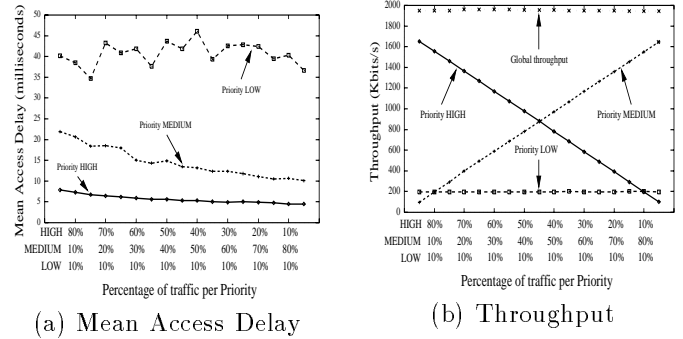 Mean Access Delay (milliseconds)
50
45
40
35
30
25
20
15
10
5
0
Priority LOW
Priority MEDIUM
Priority HIGH
HIGH 80% 70% 60% 50% 40% 30% 20% 10%
MEDIUM 10% 20% 30% 40% 50% 60% 70% 80%
LOW 10% 10% 10% 10% 10% 10% 10% 10%
Percentage of traffic per Priority
(a) Mean Access Delay
Throughput (Kbits/s)
2000
1800
1600
1400
1200
1000
800
600
400
200
0
Global throughput
Priority HIGH
Priority MEDIUM
Priority LOW
HIGH 80% 70% 60% 50% 40% 30% 20% 10%
MEDIUM 10% 20% 30% 40% 50% 60% 70% 80%
LOW 10% 10% 10% 10% 10% 10% 10% 10%
Percentage of traffic per Priority
(b) Throughput